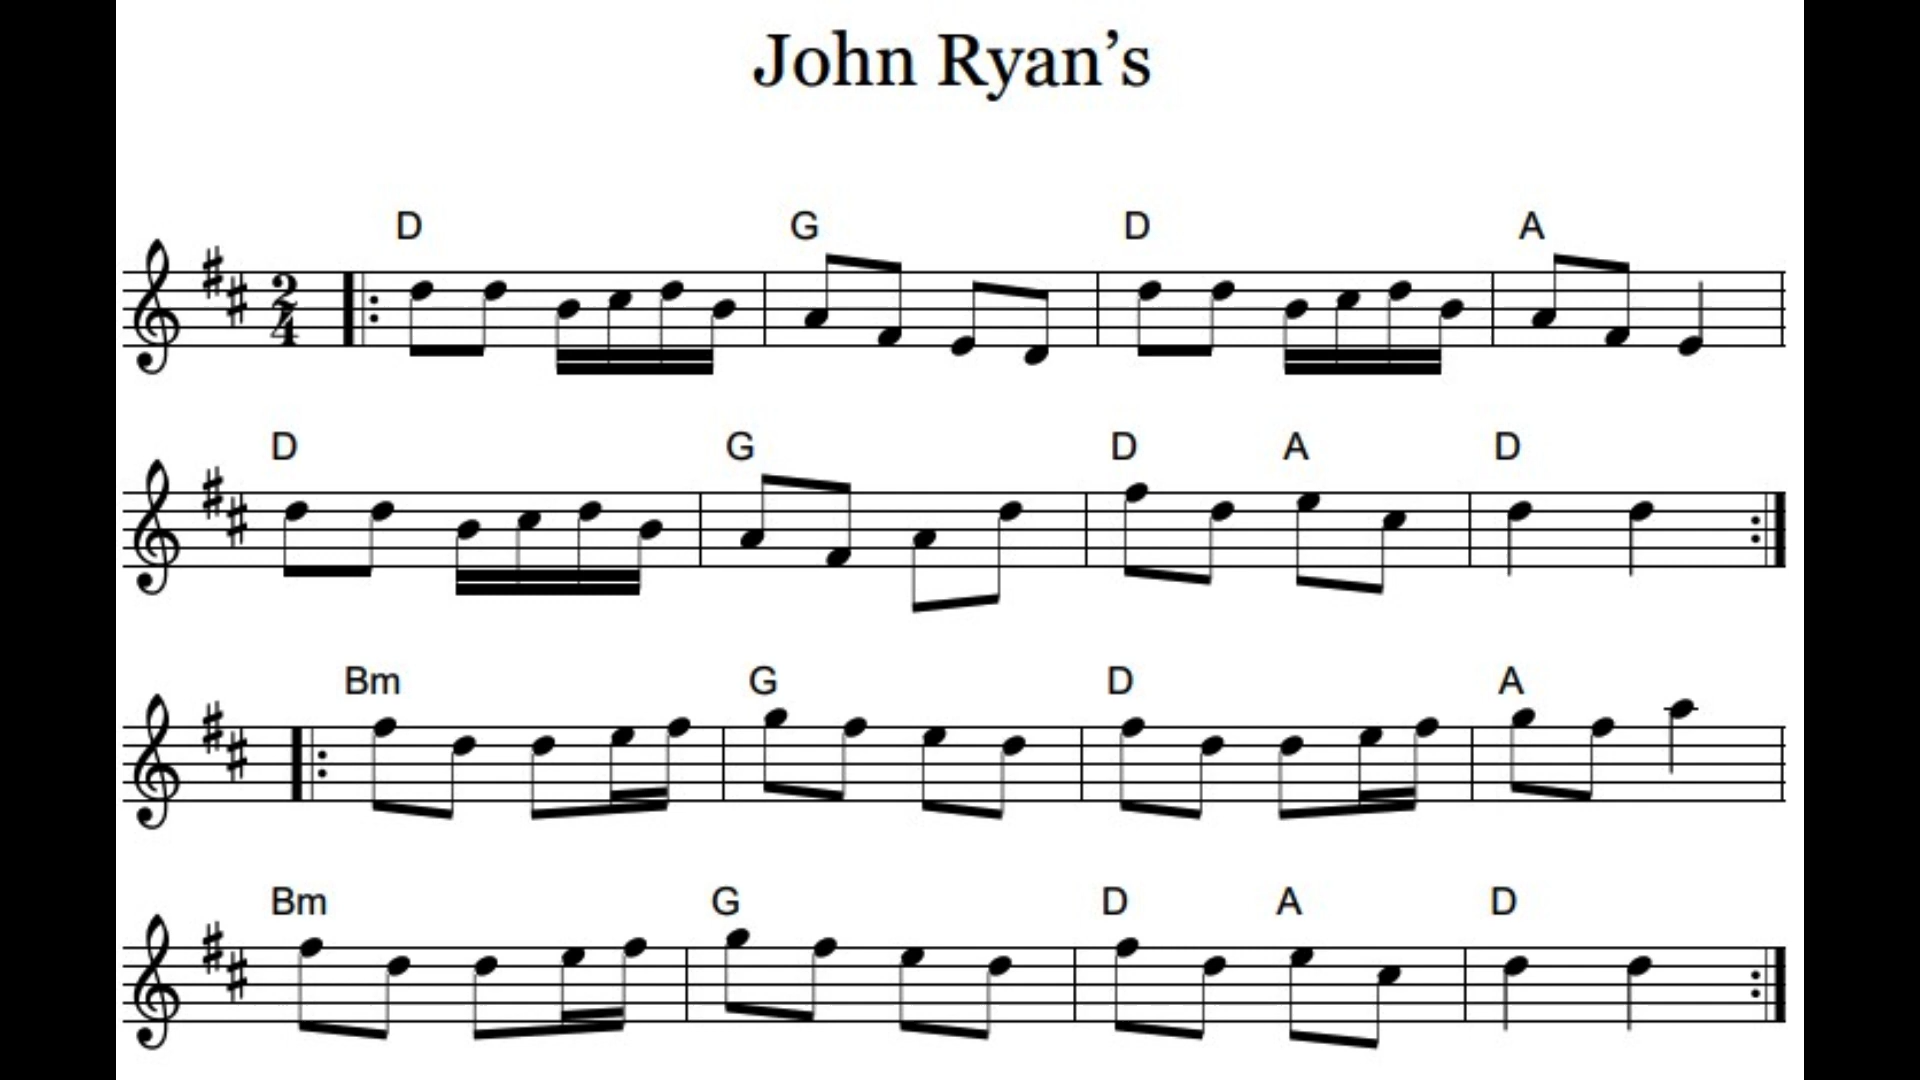 John Ryan’s
D G D A
2
4
D G D A D
Bm G D A
Bm G D A D